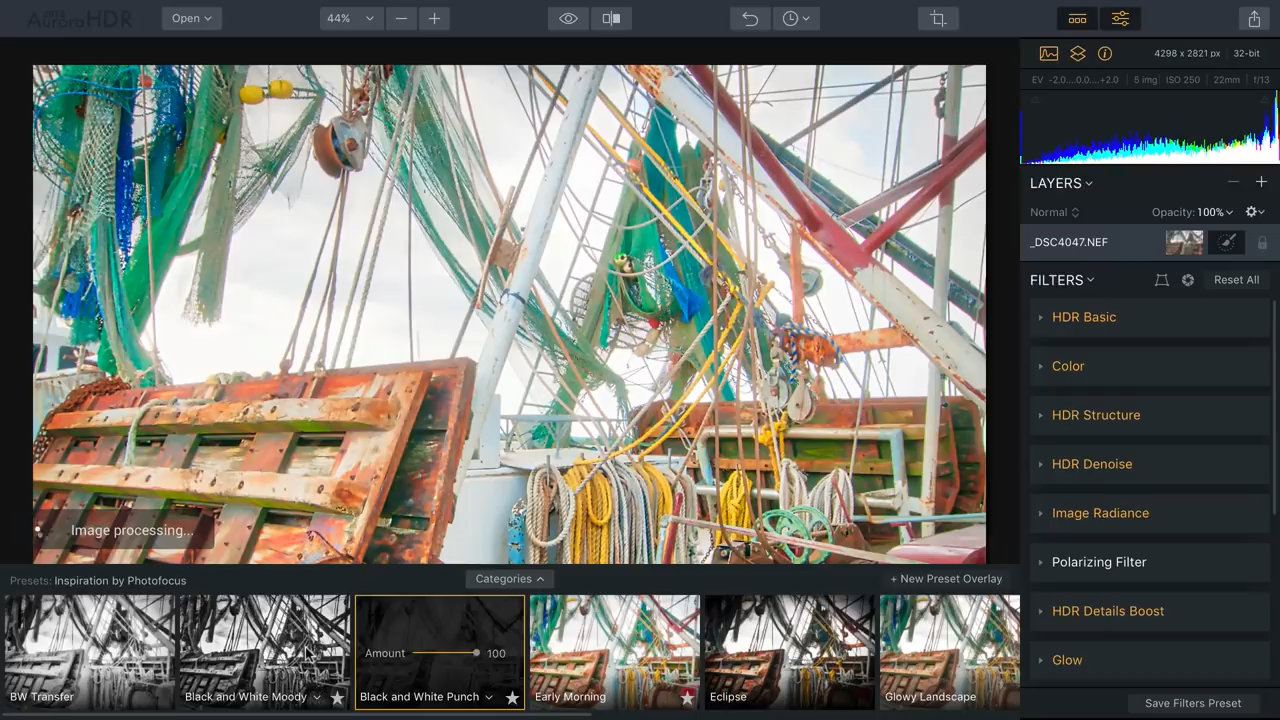 2018
AuroraHDR
Open
44%
4298 x 2821 px
32-bit
EV -2.0....0.0....+2.0
5 img
ISO 250
22mm
f/13
LAYERS
Normal
Opacity: 100%
_DSC4047.NEF
FILTERS
Reset All
HDR Basic
Color
HDR Structure
HDR Denoise
Image Radiance
Polarizing Filter
HDR Details Boost
Glow
Save Filters Preset
Image processing...
Presets: Inspiration by Photofocus
Categories
+ New Preset Overlay
Amount
100
BW Transfer
Black and White Moody
Black and White Punch
Early Morning
Eclipse
Glowy Landscape